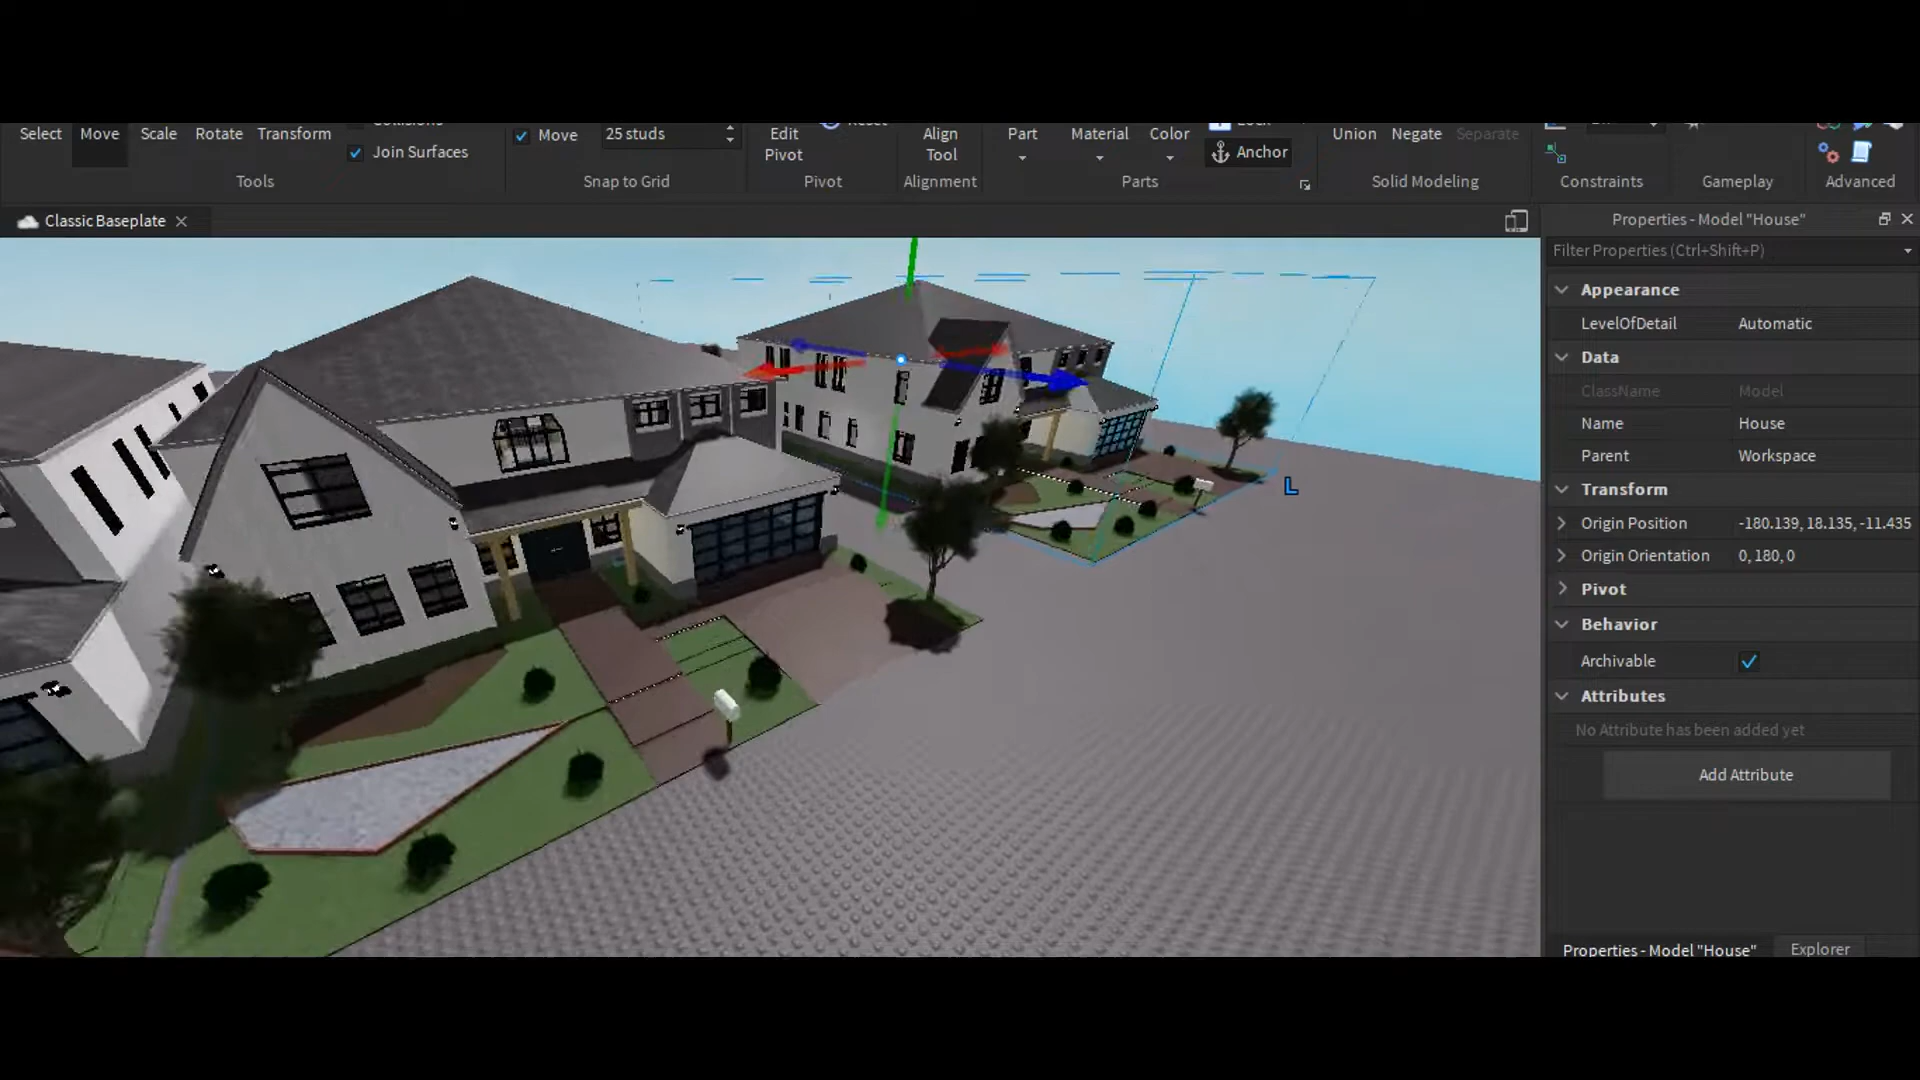 Select Move Scale Rotate Transform
Join Surfaces
Tools
Move 25 studs
Snap to Grid
Edit
Pivot
Pivot
Align
Tool
Alignment
Part Material Color
Anchor
Parts
Union Negate Separate
Solid Modeling
Constraints
Gameplay
Advanced
Classic Baseplate
Properties - Model "House"
Filter Properties (Ctrl+Shift+P)
Appearance
LevelOfDetail Automatic
Data
ClassName Model
Name House
Parent Workspace
Transform
Origin Position -180.139, 18.135, -11.435
Origin Orientation 0, 180, 0
Pivot
Behavior
Archivable
Attributes
No Attribute has been added yet
Add Attribute
L
Properties - Model "House" Explorer